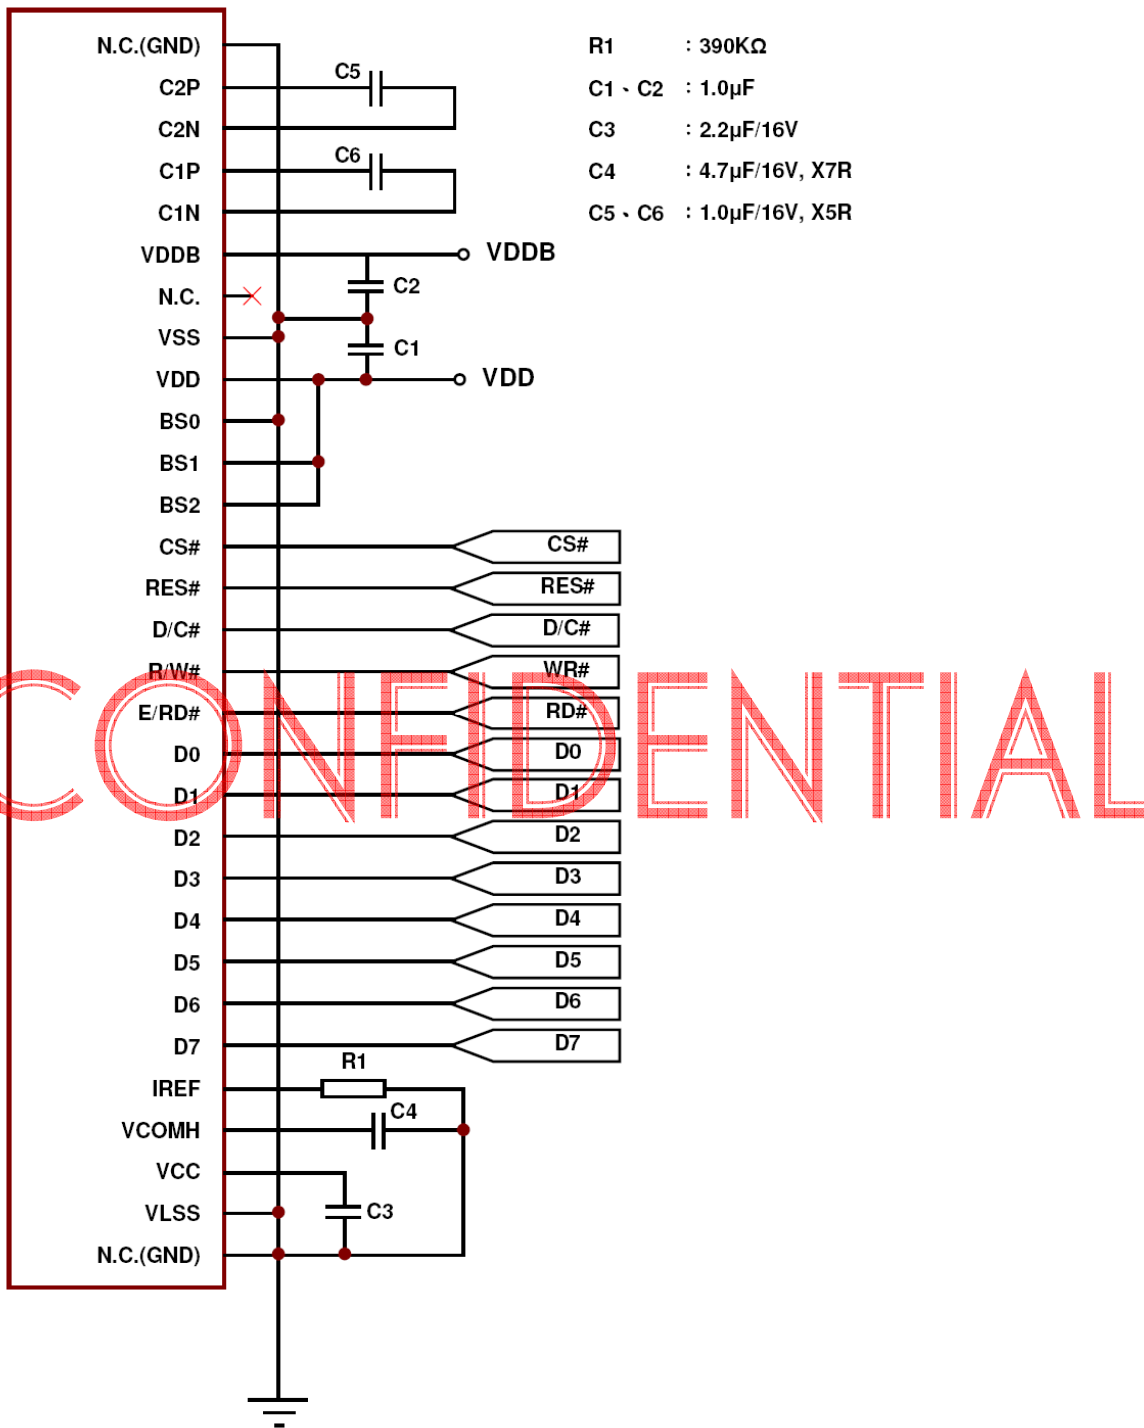 N.C.(GND)
C2P
C2N
C1P
C1N
VDDB
N.C.
VSS
VDD
BS0
BS1
BS2
CS#
RES#
D/C#
R/W#
E/RD#
D0
D1
D2
D3
D4
D5
D6
D7
IREF
VCOMH
VCC
VLSS
N.C.(GND)
C5
C6
VDDB
C2
C1
VDD
CS#
RES#
D/C#
WR#
RD#
D0
D1
D2
D3
D4
D5
D6
D7
R1
C4
C3
R1 : 390KΩ
C1、C2 : 1.0μF
C3 : 2.2μF/16V
C4 : 4.7μF/16V, X7R
C5、C6 : 1.0μF/16V, X5R
CONFIDENTIAL